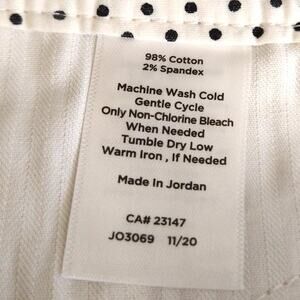 98% Cotton
2% Spandex
Machine Wash Cold
Gentle Cycle
Only Non-Chlorine Bleach
When Needed
Tumble Dry Low
Warm Iron , If Needed
Made In Jordan
CA# 23147
JO3069 11/20